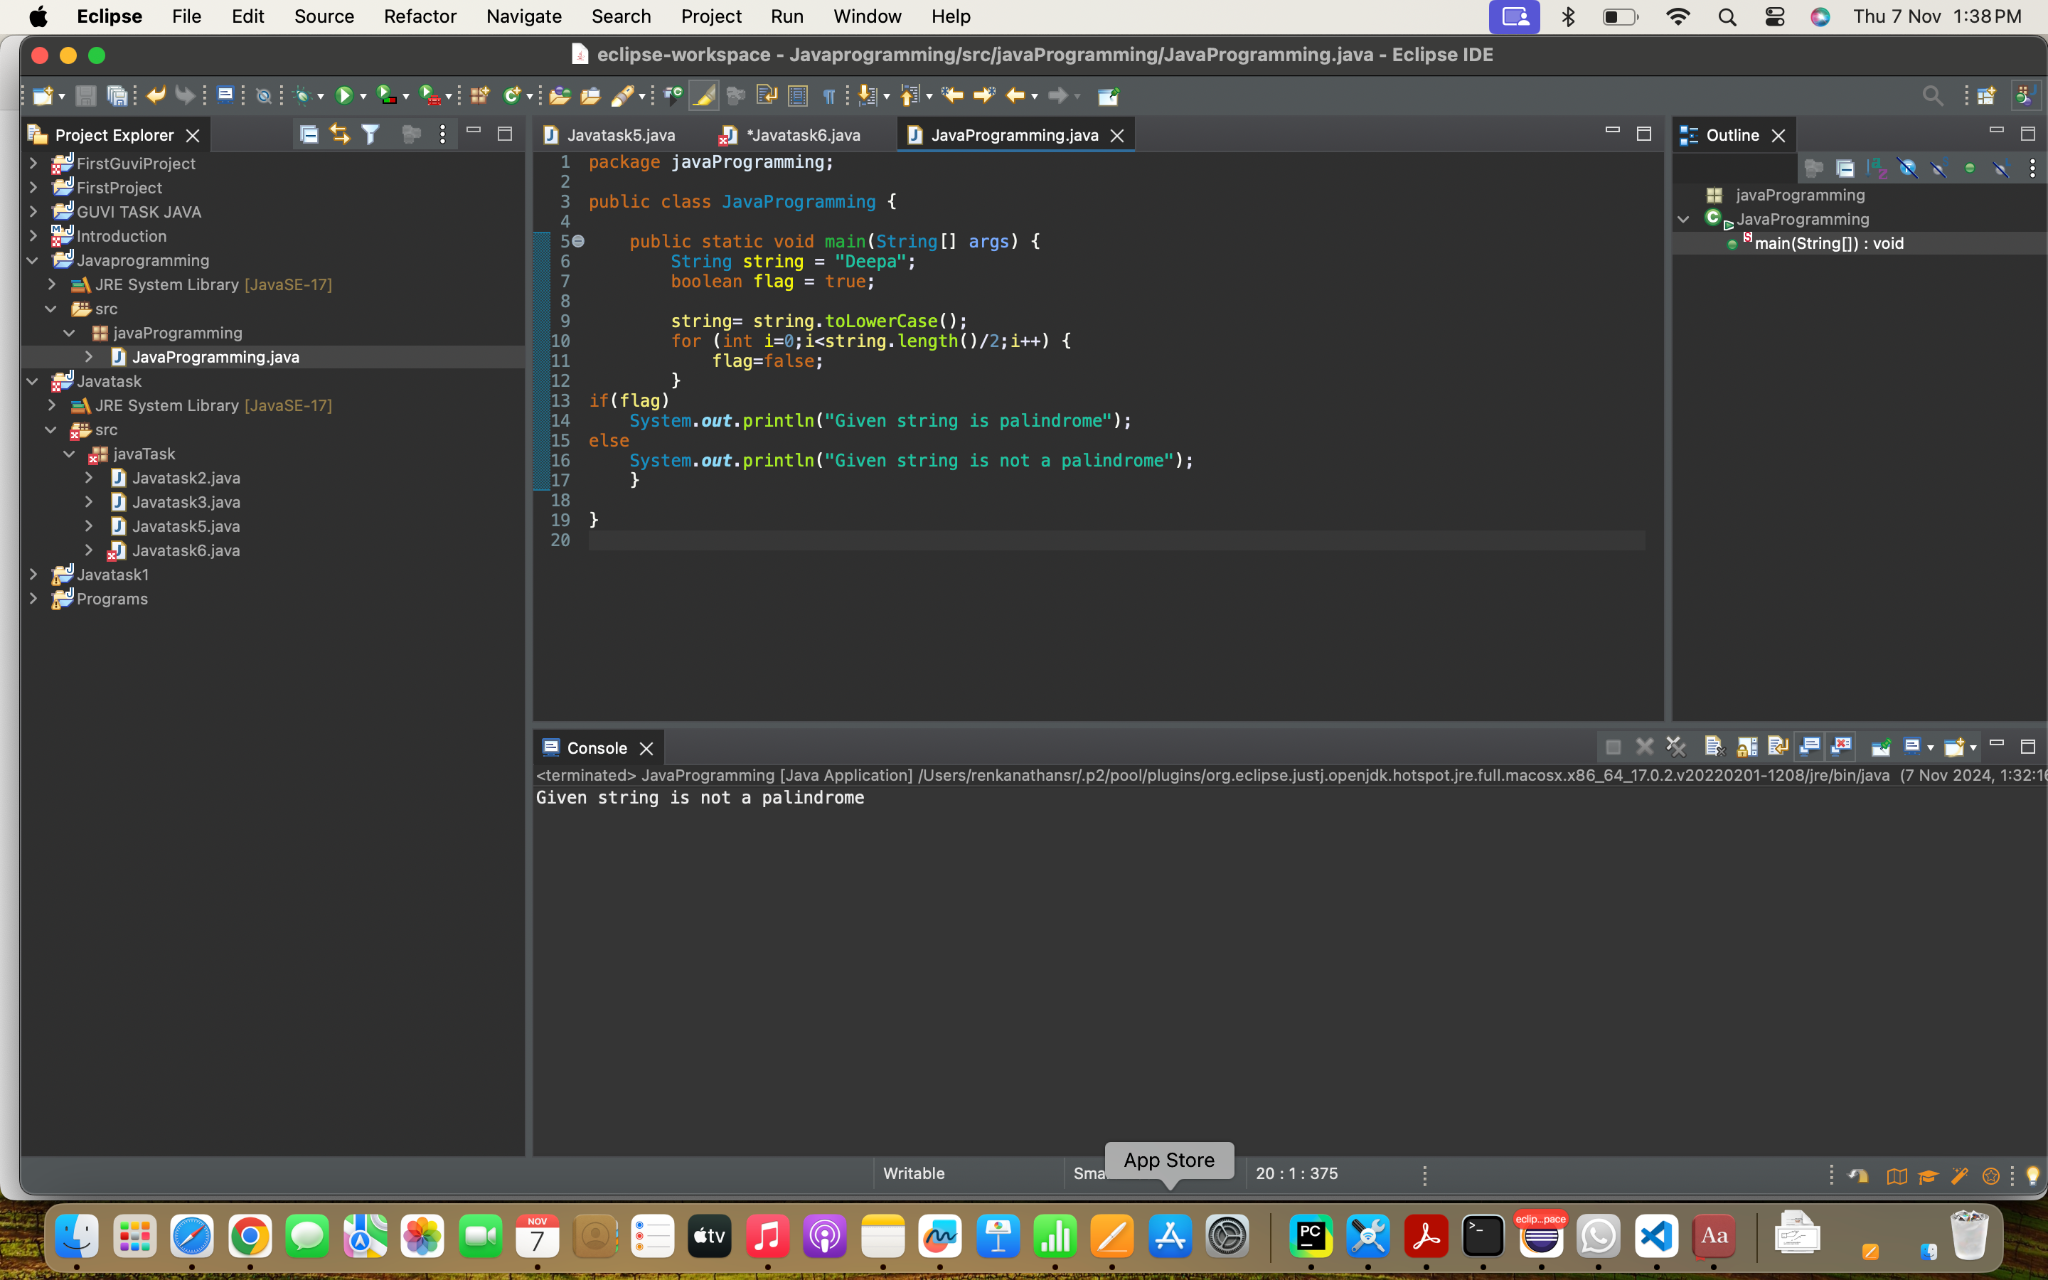 Eclipse File Edit Source Refactor Navigate Search Project Run Window Help Thu 7 Nov 1:38 PM
eclipse-workspace - Javaprogramming/src/javaProgramming/JavaProgramming.java - Eclipse IDE
Project Explorer
FirstGuviProject
FirstProject
GUVI TASK JAVA
Introduction
Javaprogramming
JRE System Library [JavaSE-17]
src
javaProgramming
JavaProgramming.java
Javatask
JRE System Library [JavaSE-17]
src
javaTask
Javatask2.java
Javatask3.java
Javatask5.java
Javatask6.java
Javatask1
Programs
Javatask5.java *Javatask6.java JavaProgramming.java
1 package javaProgramming;
2
3 public class JavaProgramming {
4
5 public static void main(String[] args) {
6 String string = "Deepa";
7 boolean flag = true;
8
9 string= string.toLowerCase();
10 for (int i=0;i<string.length()/2;i++) {
11 flag=false;
12 }
13 if(flag)
14 System.out.println("Given string is palindrome");
15 else
16 System.out.println("Given string is not a palindrome");
17 }
18
19 }
20
Outline
javaProgramming
JavaProgramming
main(String[]) : void
Console
<terminated> JavaProgramming [Java Application] /Users/renkanathansr/.p2/pool/plugins/org.eclipse.justj.openjdk.hotspot.jre.full.macosx.x86_64_17.0.2.v20220201-1208/jre/bin/java (7 Nov 2024, 1:32:16
Given string is not a palindrome
Writable Sma 20 : 1 : 375
App Store
NOV
7
tv
PC
eclip...pace
Aa